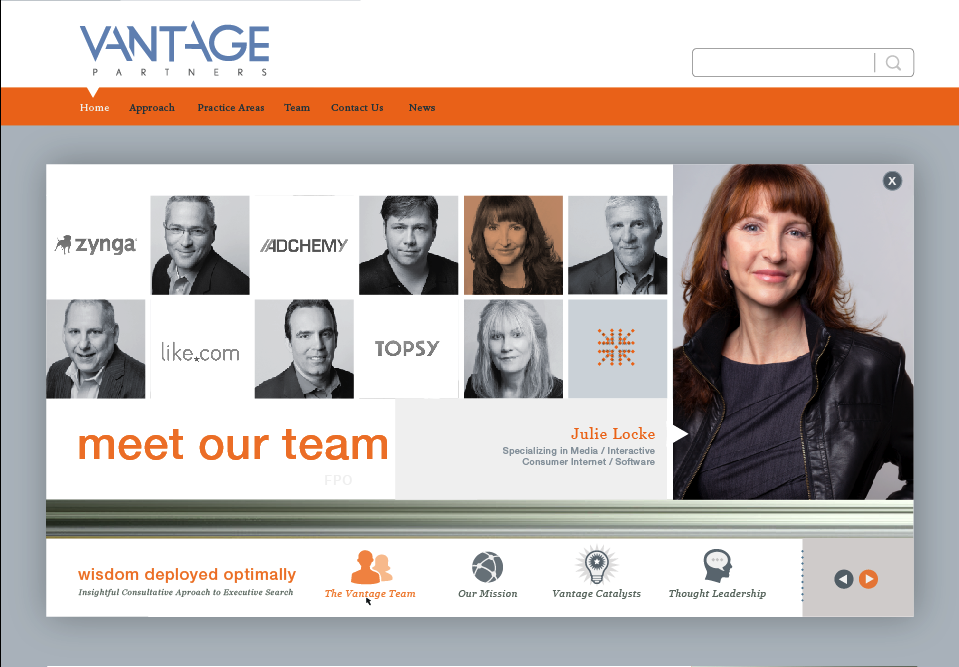 VANTAGE
PARTNERS
Home Approach Practice Areas Team Contact Us News
X
zynga
ADCHEMY
like.com
TOPSY
meet our team
FPO
Julie Locke
Specializing in Media / Interactive
Consumer Internet / Software
wisdom deployed optimally
Insightful Consultative Aproach to Executive Search
The Vantage Team
Our Mission
Vantage Catalysts
Thought Leadership